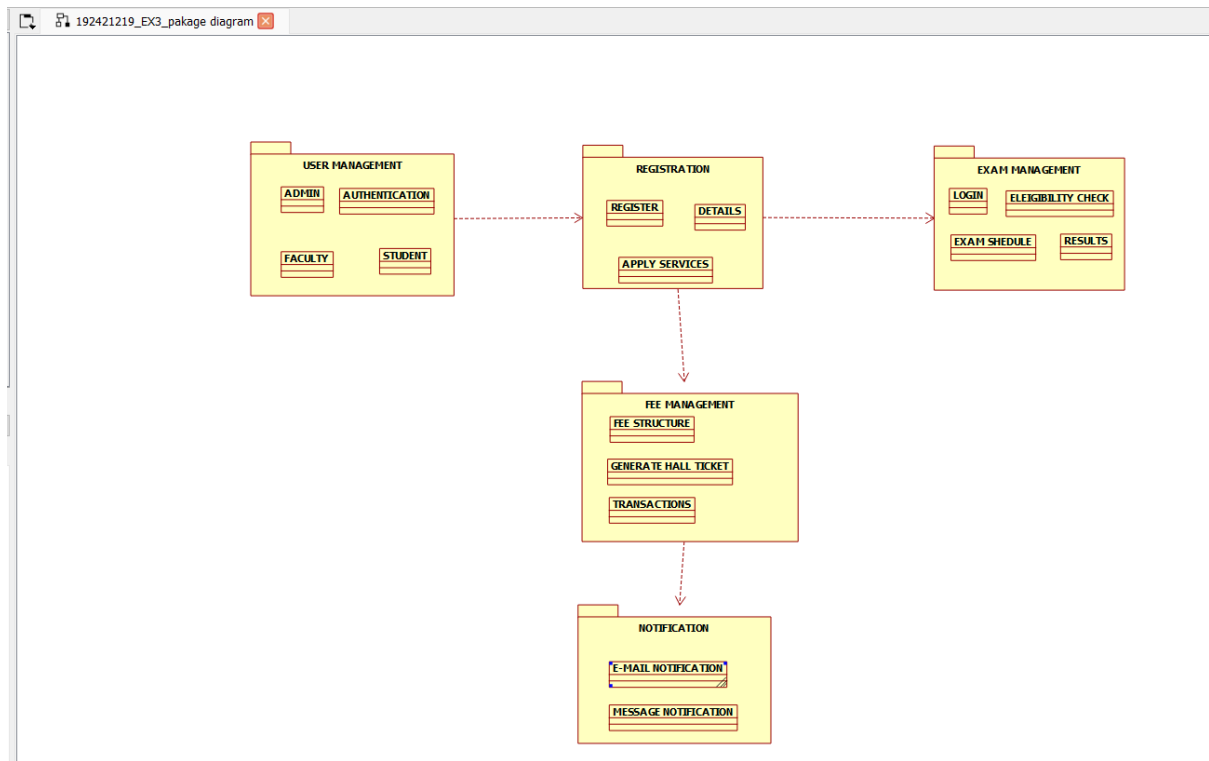 192421219_EX3_pakage diagram
USER MANAGEMENT
ADMIN
AUTHENTICATION
FACULTY
STUDENT
REGISTRATION
REGISTER
DETAILS
APPLY SERVICES
EXAM MANAGEMENT
LOGIN
ELEIGIBILITY CHECK
EXAM SHEDULE
RESULTS
FEE MANAGEMENT
FEE STRUCTURE
GENERATE HALL TICKET
TRANSACTIONS
NOTIFICATION
E-MAIL NOTIFICATION
MESSAGE NOTIFICATION